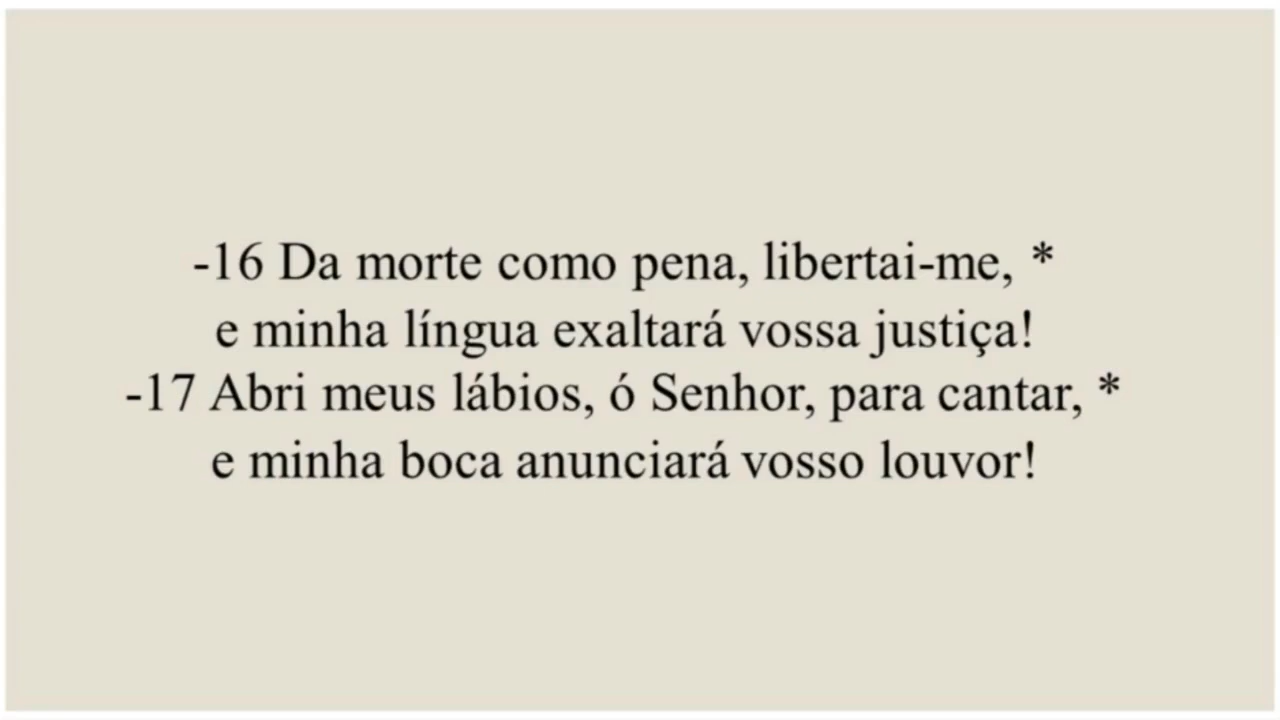 -16 Da morte como pena, libertai-me, *
e minha língua exaltará vossa justiça!
-17 Abri meus lábios, ó Senhor, para cantar, *
e minha boca anunciará vosso louvor!